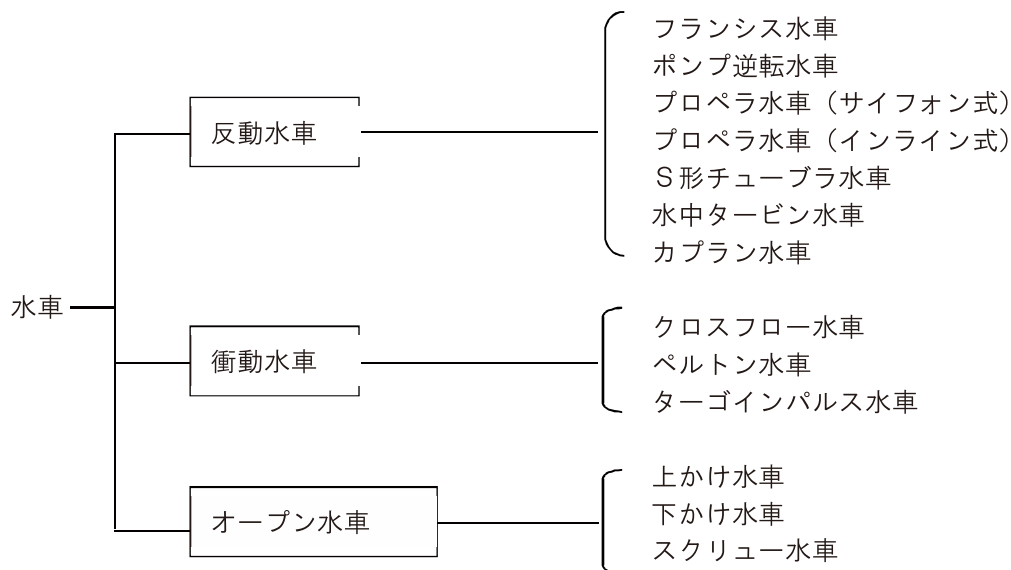 水車
反動水車
フランシス水車
ポンプ逆転水車
プロペラ水車（サイフォン式）
プロペラ水車（インライン式）
Ｓ形チューブラ水車
水中タービン水車
カプラン水車
衝動水車
クロスフロー水車
ペルトン水車
ターゴインパルス水車
オープン水車
上かけ水車
下かけ水車
スクリュー水車